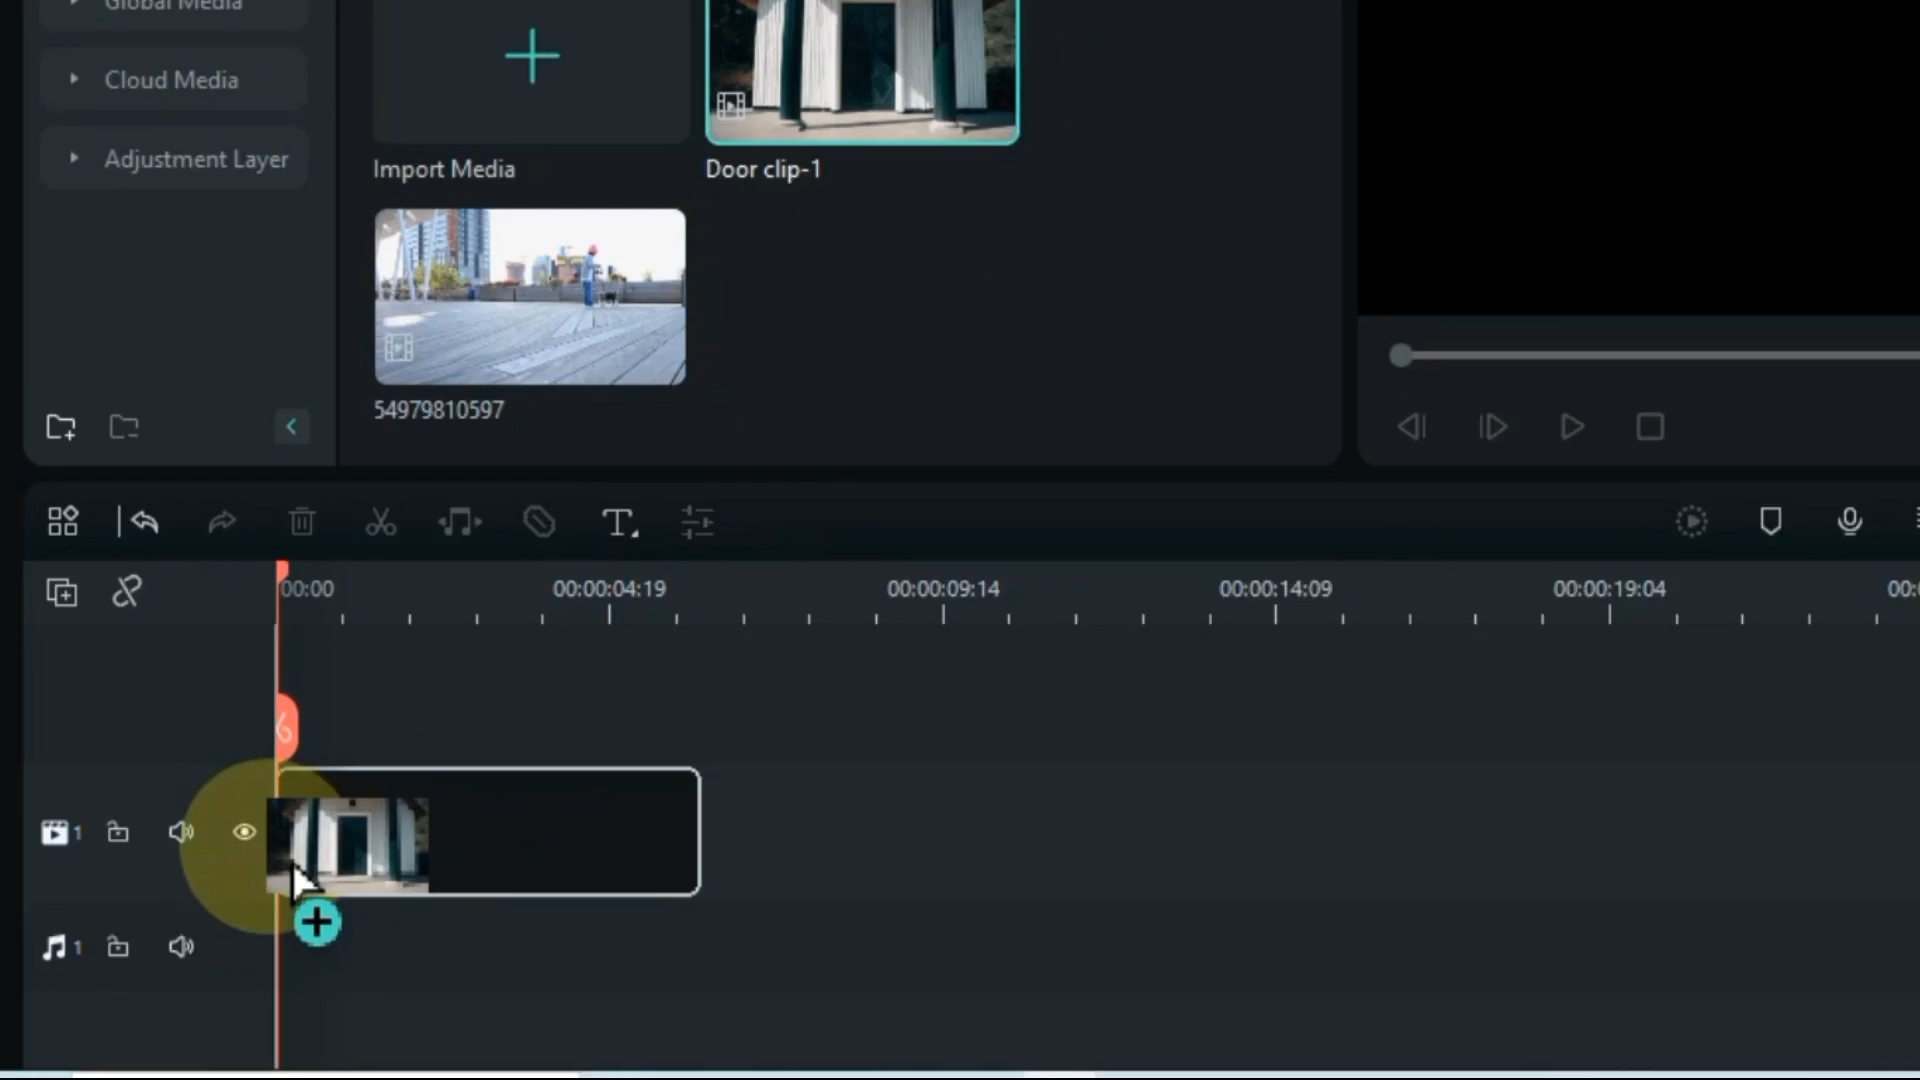 Global Media
Cloud Media
Adjustment Layer
Import Media
Door clip-1
54979810597
00:00
00:00:04:19
00:00:09:14
00:00:14:09
00:00:19:04
00:
1
1